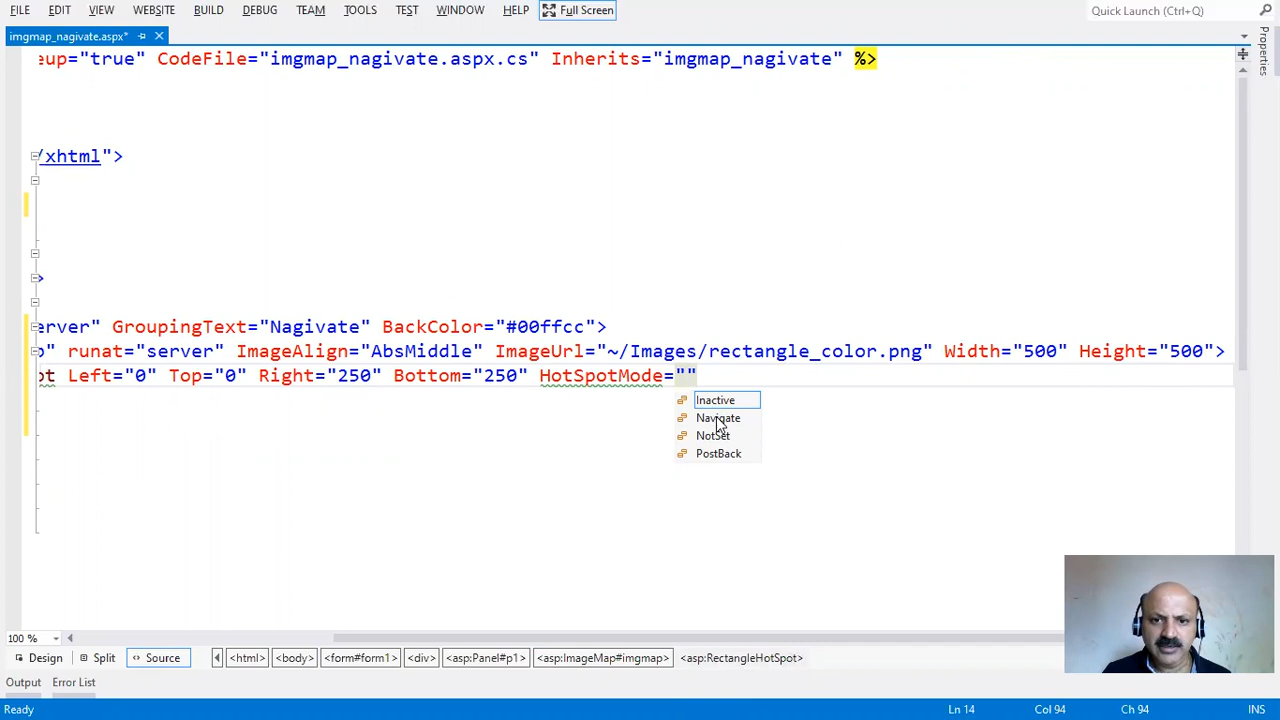 FILE EDIT VIEW WEBSITE BUILD DEBUG TEAM TOOLS TEST WINDOW HELP Full Screen Quick Launch (Ctrl+Q)
imgmap_nagivate.aspx*
Properties
eup="true" CodeFile="imgmap_nagivate.aspx.cs" Inherits="imgmap_nagivate" %>
/xhtml">
>
erver" GroupingText="Nagivate" BackColor="#00ffcc">
" runat="server" ImageAlign="AbsMiddle" ImageUrl="~/Images/rectangle_color.png" Width="500" Height="500">
ot Left="0" Top="0" Right="250" Bottom="250" HotSpotMode=""
Inactive
Navigate
NotSet
PostBack
100 %
Design Split Source <html> <body> <form#form1> <div> <asp:Panel#p1> <asp:ImageMap#imgmap> <asp:RectangleHotSpot>
Output Error List
Ready Ln 14 Col 94 Ch 94 INS